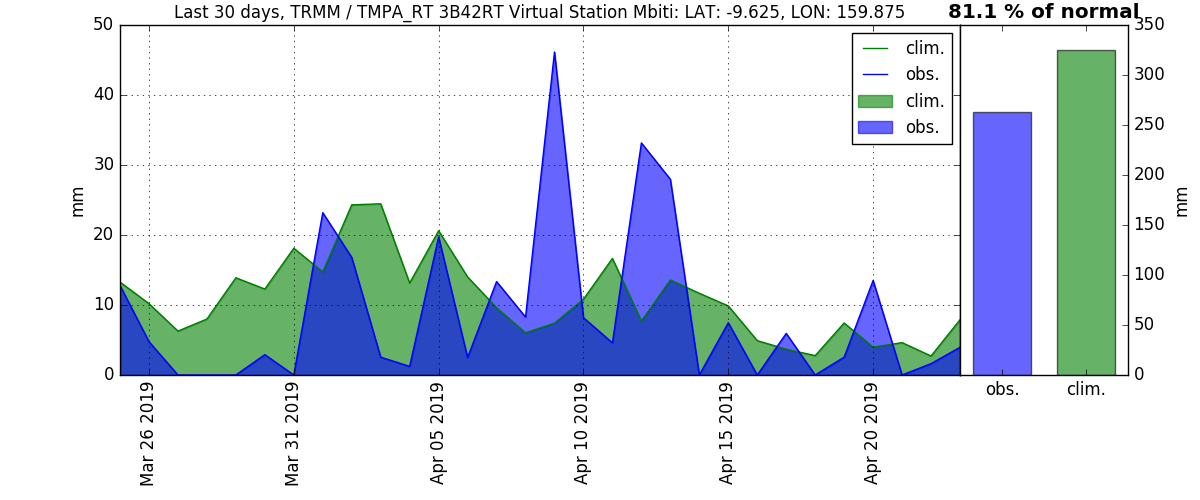 Last 30 days, TRMM / TMPA_RT 3B42RT Virtual Station Mbiti: LAT: -9.625, LON: 159.875
81.1 % of normal
50
40
30
20
10
0
mm
clim.
obs.
clim.
obs.
350
300
250
200
150
100
50
0
mm
Mar 26 2019
Mar 31 2019
Apr 05 2019
Apr 10 2019
Apr 15 2019
Apr 20 2019
obs.
clim.